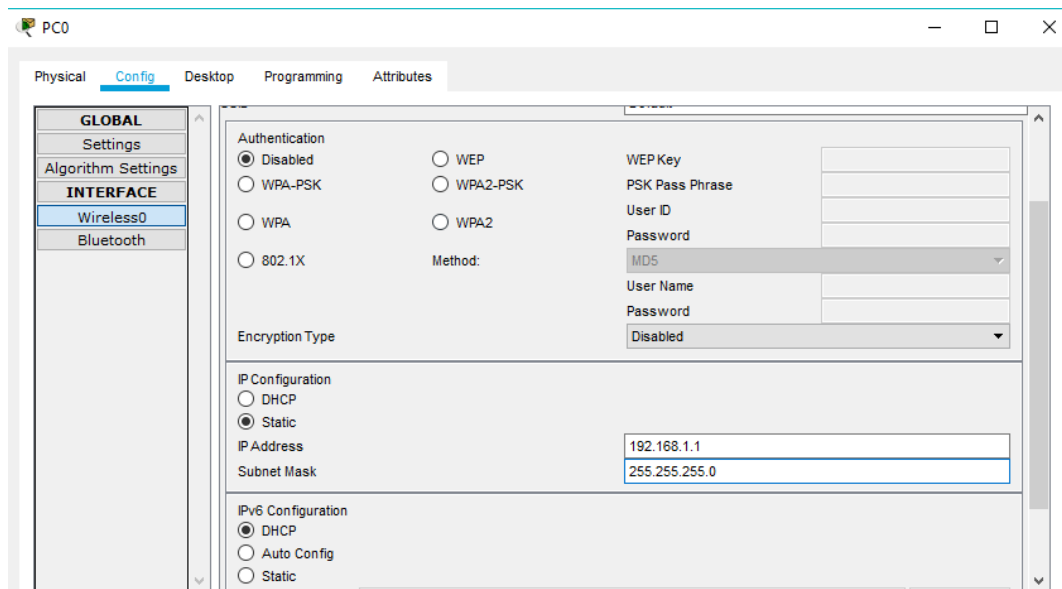 PC0
Physical Config Desktop Programming Attributes
GLOBAL
Settings
Algorithm Settings
INTERFACE
Wireless0
Bluetooth
Authentication
Disabled WEP WEP Key
WPA-PSK WPA2-PSK PSK Pass Phrase
User ID
WPA WPA2
Password
802.1X Method: MD5
User Name
Password
Encryption Type Disabled
IP Configuration
DHCP
Static
IP Address 192.168.1.1
Subnet Mask 255.255.255.0
IPv6 Configuration
DHCP
Auto Config
Static